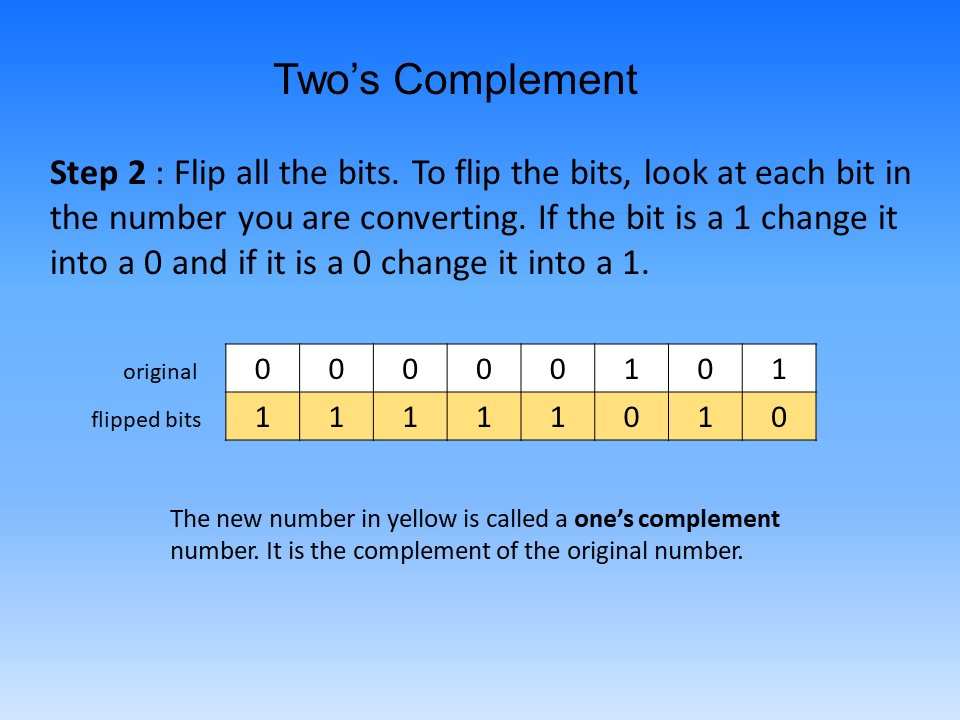 Two’s Complement
Step 2 : Flip all the bits. To flip the bits, look at each bit in
the number you are converting. If the bit is a 1 change it
into a 0 and if it is a 0 change it into a 1.
original 0 0 0 0 0 1 0 1
flipped bits 1 1 1 1 1 0 1 0
The new number in yellow is called a one’s complement
number. It is the complement of the original number.